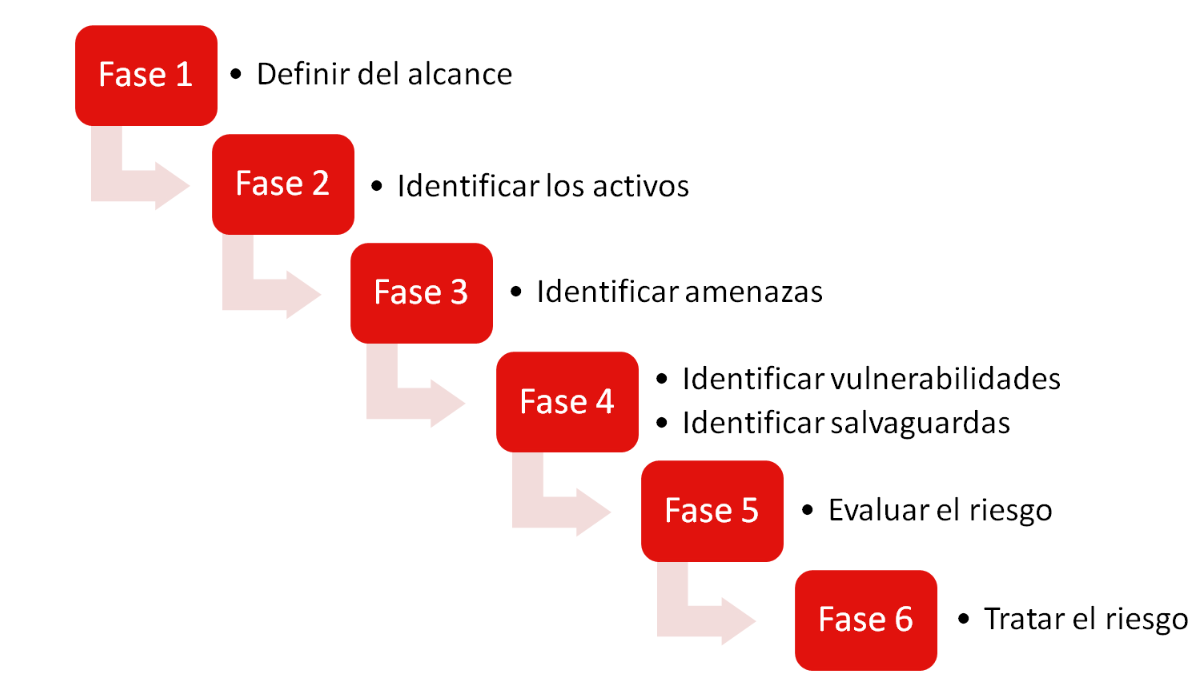 Fase 1
• Definir del alcance
Fase 2
• Identificar los activos
Fase 3
• Identificar amenazas
Fase 4
• Identificar vulnerabilidades
• Identificar salvaguardas
Fase 5
• Evaluar el riesgo
Fase 6
• Tratar el riesgo